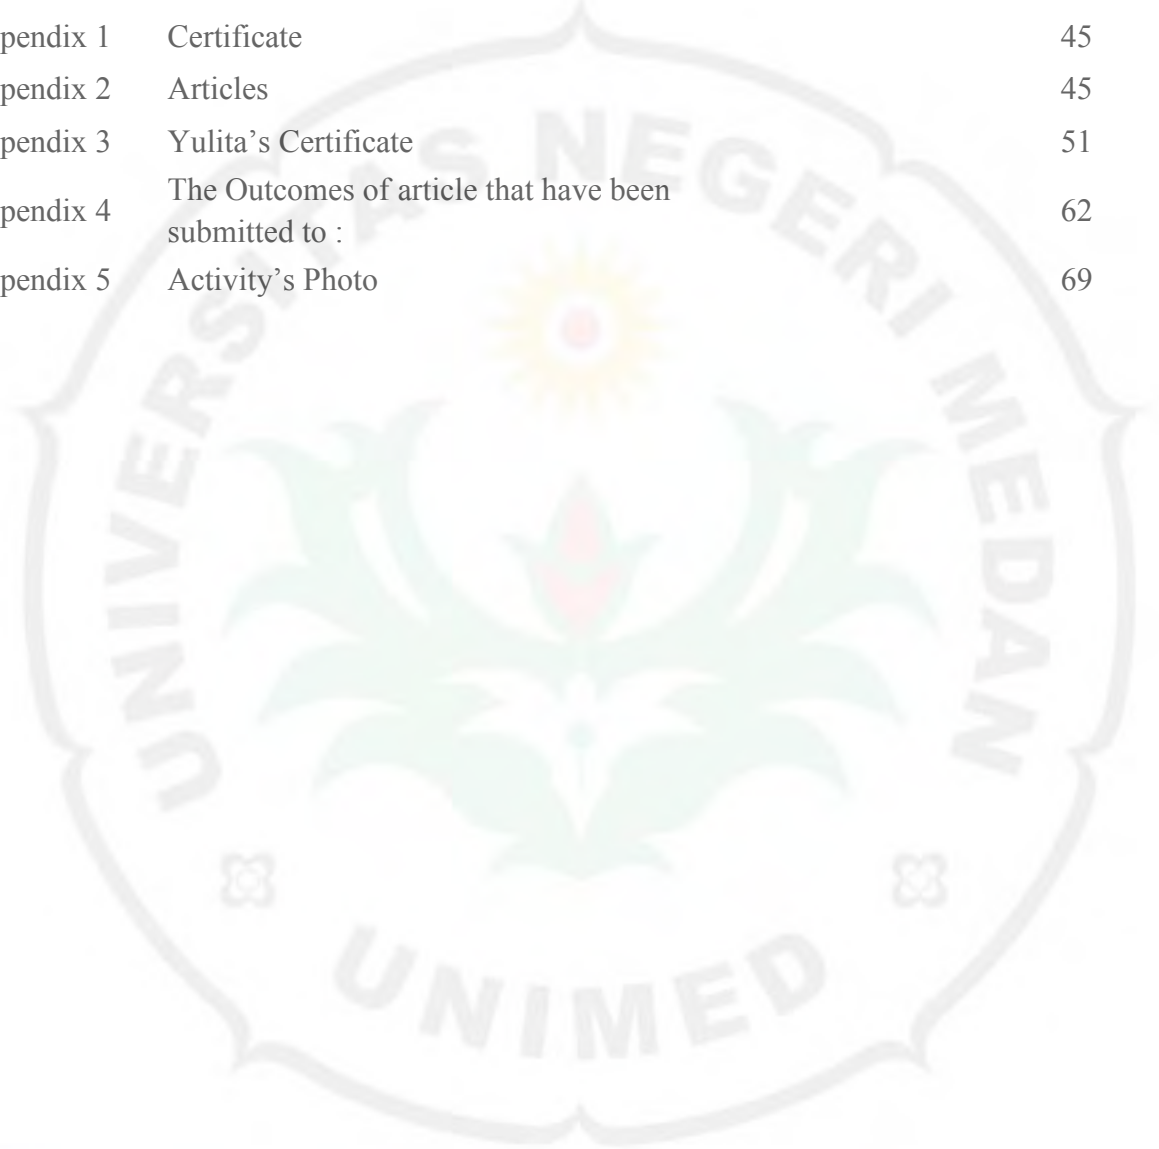 pendix 1 Certificate 45
pendix 2 Articles 45
pendix 3 Yulita’s Certificate 51
pendix 4 The Outcomes of article that have been
submitted to : 62
pendix 5 Activity’s Photo 69
UNIVERSITAS NEGERI MEDAN
UNIMED